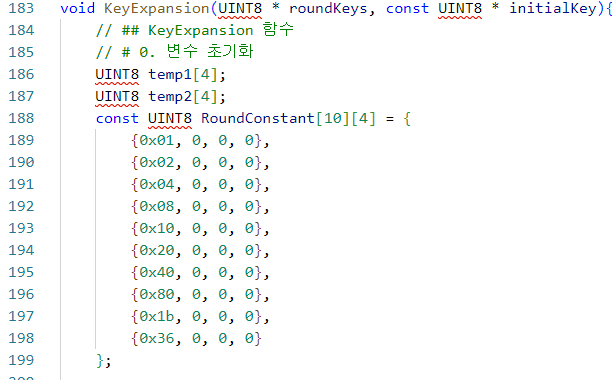 183 void KeyExpansion(UINT8 * roundKeys, const UINT8 * initialKey){
184 // ## KeyExpansion 함수
185 // # 0. 변수 초기화
186 UINT8 temp1[4];
187 UINT8 temp2[4];
188 const UINT8 RoundConstant[10][4] = {
189 {0x01, 0, 0, 0},
190 {0x02, 0, 0, 0},
191 {0x04, 0, 0, 0},
192 {0x08, 0, 0, 0},
193 {0x10, 0, 0, 0},
194 {0x20, 0, 0, 0},
195 {0x40, 0, 0, 0},
196 {0x80, 0, 0, 0},
197 {0x1b, 0, 0, 0},
198 {0x36, 0, 0, 0}
199 };